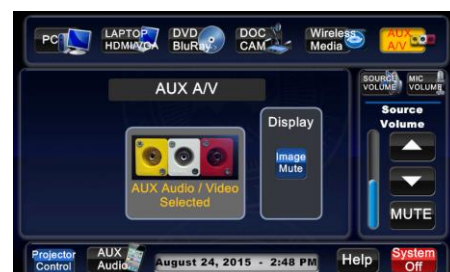 PC
LAPTOP
HDMI/VGA
DVD
BluRay
DOC
CAM
Wireless
Media
AUX
A/V
AUX A/V
SOURCE
VOLUME
MIC
VOLUME
Display
Image
Mute
AUX Audio / Video
Selected
Source
Volume
MUTE
Projector
Control
AUX
Audio
August 24, 2015 - 2:48 PM
Help
System
Off